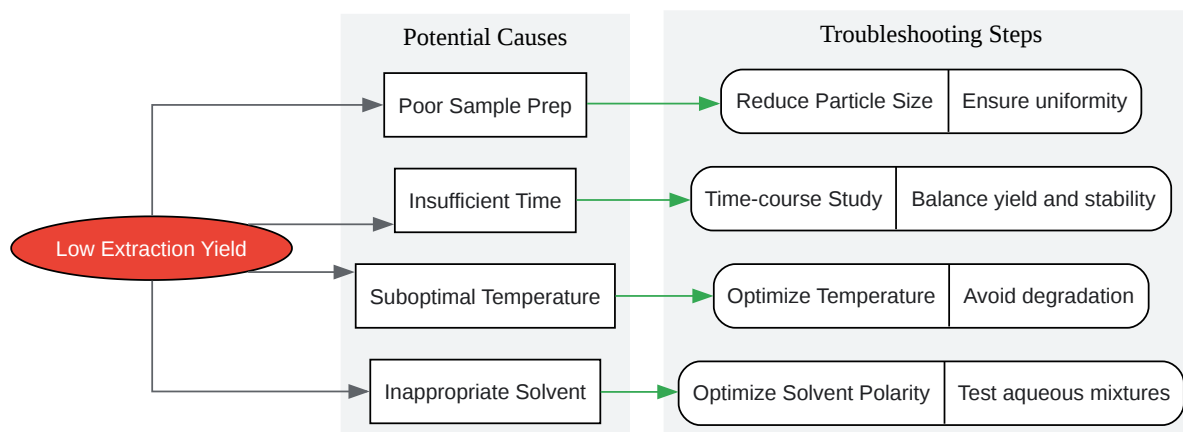 Potential Causes
Troubleshooting Steps
Poor Sample Prep
Reduce Particle Size
Ensure uniformity
Insufficient Time
Time-course Study
Balance yield and stability
Low Extraction Yield
Suboptimal Temperature
Optimize Temperature
Avoid degradation
Inappropriate Solvent
Optimize Solvent Polarity
Test aqueous mixtures